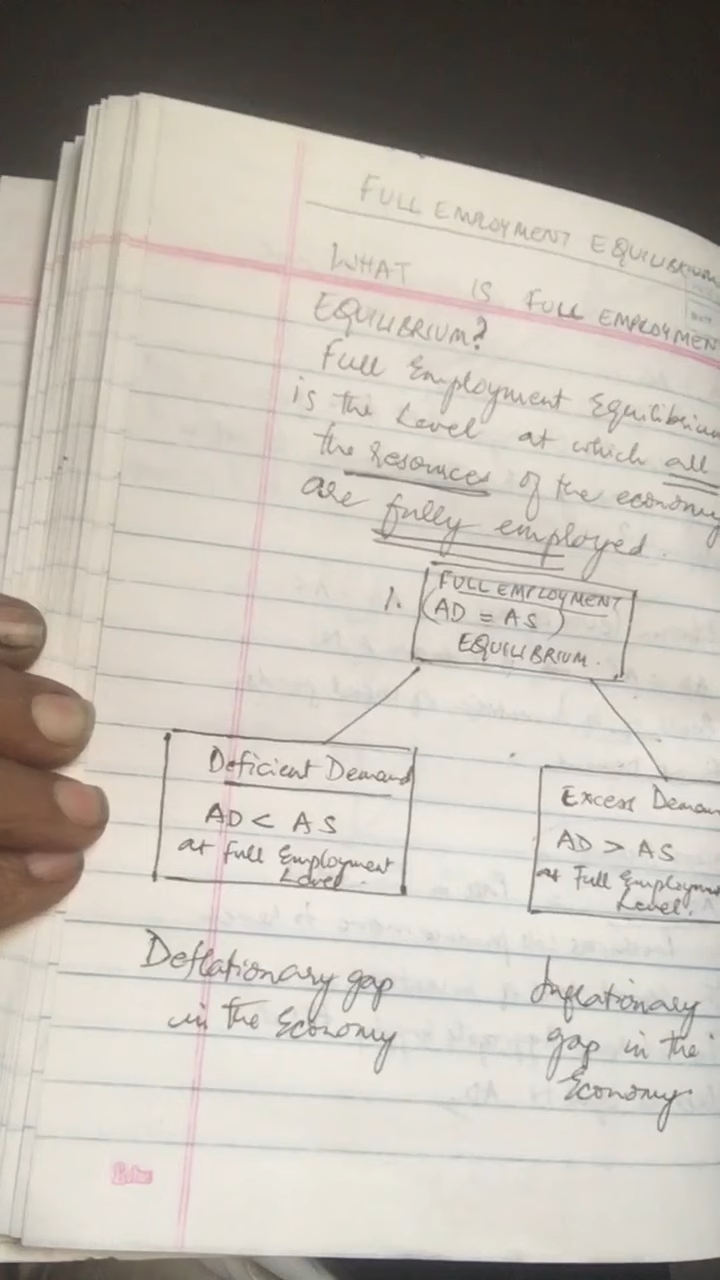 FULL EMPLOYMENT EQUILIBRIUM
WHAT IS FULL EMPLOYMENT
EQUILIBRIUM?
Full Employment Equilibrium
is the Level at which all
the resources of the economy
are fully employed.
1. FULL EMPLOYMENT
(AD = AS)
EQUILIBRIUM.
Deficient Demand
AD < AS
at Full Employment
Level.
Excess Deman
AD > AS
at Full Employme
Level.
Deflationary gap
in the Economy
Inflationary
gap in the
Economy